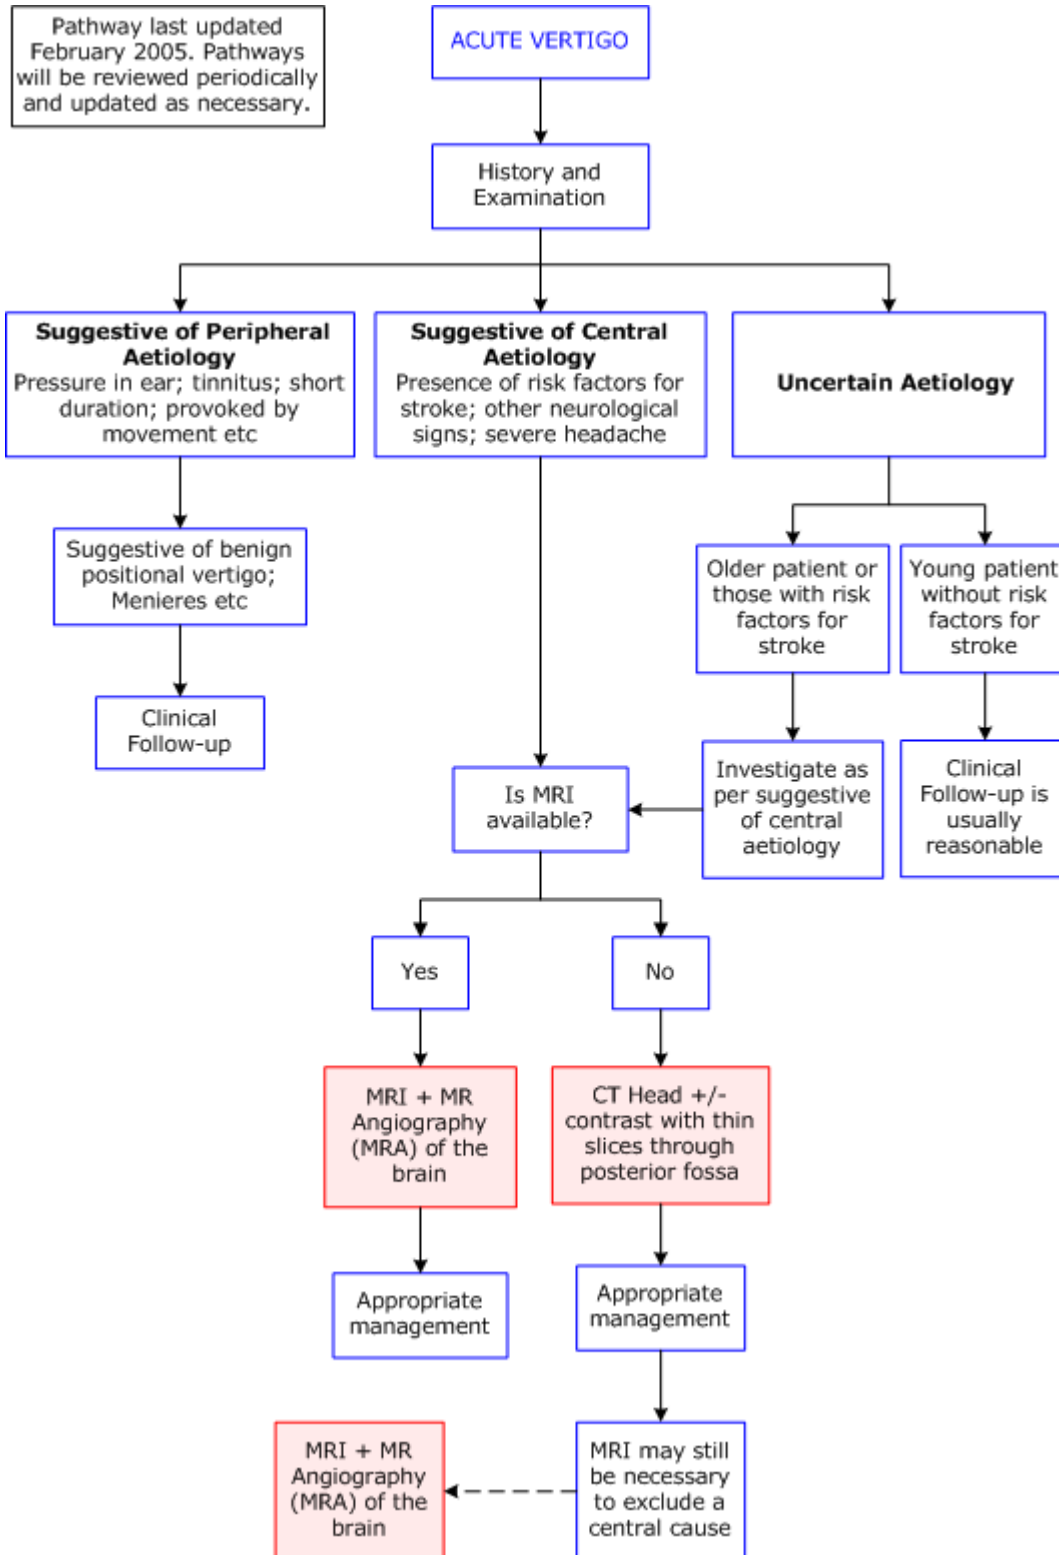 Pathway last updated
February 2005. Pathways
will be reviewed periodically
and updated as necessary.
ACUTE VERTIGO
History and
Examination
Suggestive of Peripheral
Aetiology
Pressure in ear; tinnitus; short
duration; provoked by
movement etc
Suggestive of Central
Aetiology
Presence of risk factors for
stroke; other neurological
signs; severe headache
Uncertain Aetiology
Suggestive of benign
positional vertigo;
Menieres etc
Older patient or
those with risk
factors for
stroke
Young patient
without risk
factors for
stroke
Clinical
Follow-up
Is MRI
available?
Investigate as
per suggestive
of central
aetiology
Clinical
Follow-up is
usually
reasonable
Yes
No
MRI + MR
Angiography
(MRA) of the
brain
CT Head +/-
contrast with thin
slices through
posterior fossa
Appropriate
management
Appropriate
management
MRI + MR
Angiography
(MRA) of the
brain
MRI may still
be necessary
to exclude a
central cause